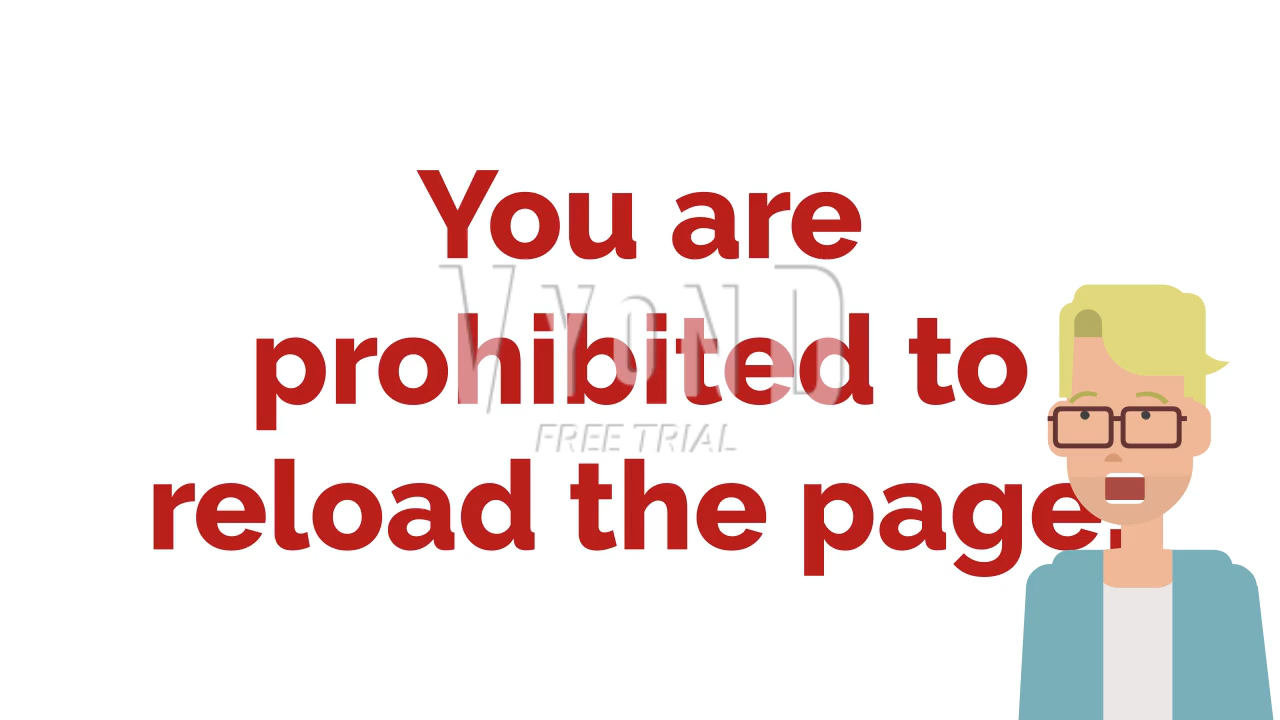 You are
prohibited to
reload the page.
VYOND
FREE TRIAL